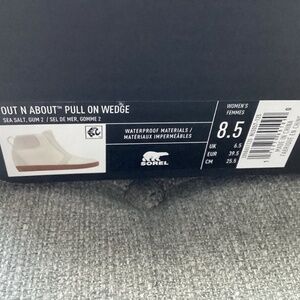 OUT N ABOUT™ PULL ON WEDGE
SEA SALT, GUM 2 / SEL DE MER, GOMME 2
WATERPROOF MATERIALS /
MATÉRIAUX IMPERMÉABLES
SOREL
WOMEN'S
FEMMES
8.5
UK 6.5
EUR 39.5
CM 25.5